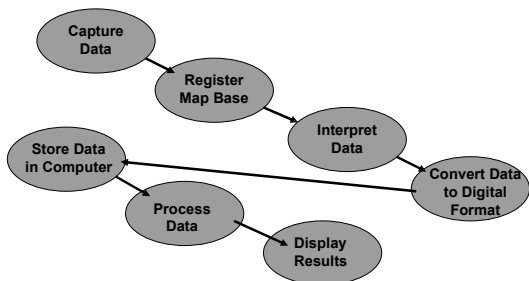 Capture
Data
Register
Map Base
Interpret
Data
Convert Data
to Digital
Format
Store Data
in Computer
Process
Data
Display
Results